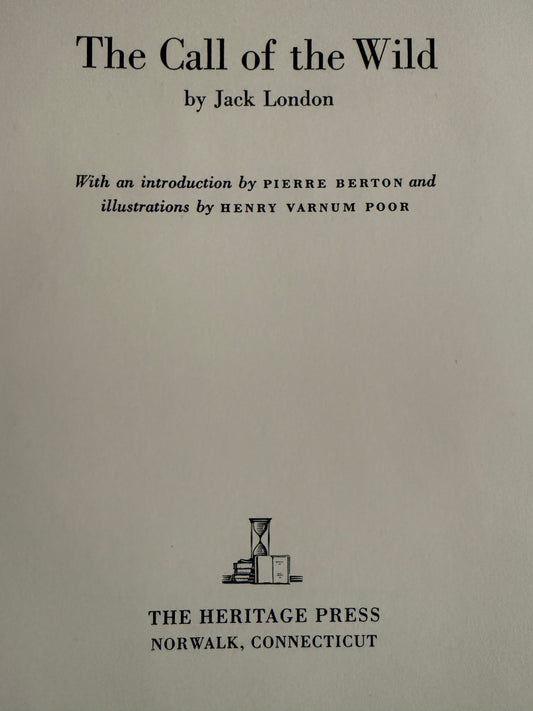 The Call of the Wild
by Jack London
With an introduction by PIERRE BERTON and
illustrations by HENRY VARNUM POOR
THE HERITAGE PRESS
NORWALK, CONNECTICUT